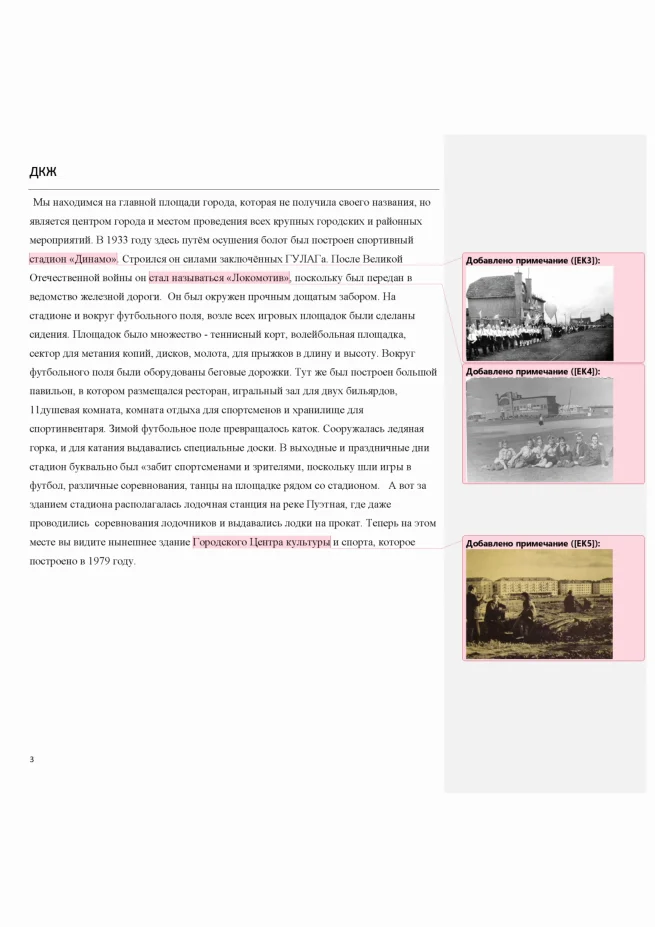 ДКЖ
Мы находимся на главной площади города, которая не получила своего названия, но
является центром города и местом проведения всех крупных городских и районных
мероприятий. В 1933 году здесь путём осушения болот был построен спортивный
стадион «Динамо». Строился он силами заключённых ГУЛАГа. После Великой
Отечественной войны он стал называться «Локомотив», поскольку был передан в
ведомство железной дороги. Он был окружен прочным дощатым забором. На
стадионе и вокруг футбольного поля, возле всех игровых площадок были сделаны
сидения. Площадок было множество - теннисный корт, волейбольная площадка,
сектор для метания копий, дисков, молота, для прыжков в длину и высоту. Вокруг
футбольного поля были оборудованы беговые дорожки. Тут же был построен большой
павильон, в котором размещался ресторан, игральный зал для двух бильярдов,
11душевая комната, комната отдыха для спортсменов и хранилище для
спортинвентаря. Зимой футбольное поле превращалось каток. Сооружалась ледяная
горка, и для катания выдавались специальные доски. В выходные и праздничные дни
стадион буквально был «забит спортсменами и зрителями, поскольку шли игры в
футбол, различные соревнования, танцы на площадке рядом со стадионом. А вот за
зданием стадиона располагалась лодочная станция на реке Пуэтная, где даже
проводились соревнования лодочников и выдавались лодки на прокат. Теперь на этом
месте вы видите нынешнее здание Городского Центра культуры и спорта, которое
построено в 1979 году.
Добавлено примечание ([EK3]):
Добавлено примечание ([EK4]):
Добавлено примечание ([EK5]):
3